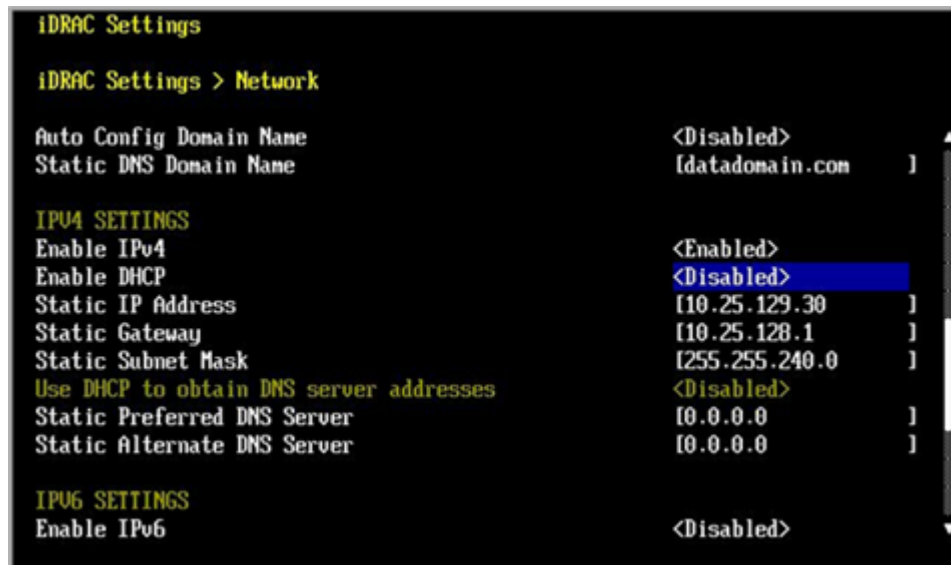 iDRAC Settings
iDRAC Settings > Network
Auto Config Domain Name <Disabled>
Static DNS Domain Name [datadomain.com ]
IPV4 SETTINGS
Enable IPv4 <Enabled>
Enable DHCP <Disabled>
Static IP Address [10.25.129.30 ]
Static Gateway [10.25.128.1 ]
Static Subnet Mask [255.255.240.0 ]
Use DHCP to obtain DNS server addresses <Disabled>
Static Preferred DNS Server [0.0.0.0 ]
Static Alternate DNS Server [0.0.0.0 ]
IPV6 SETTINGS
Enable IPv6 <Disabled>